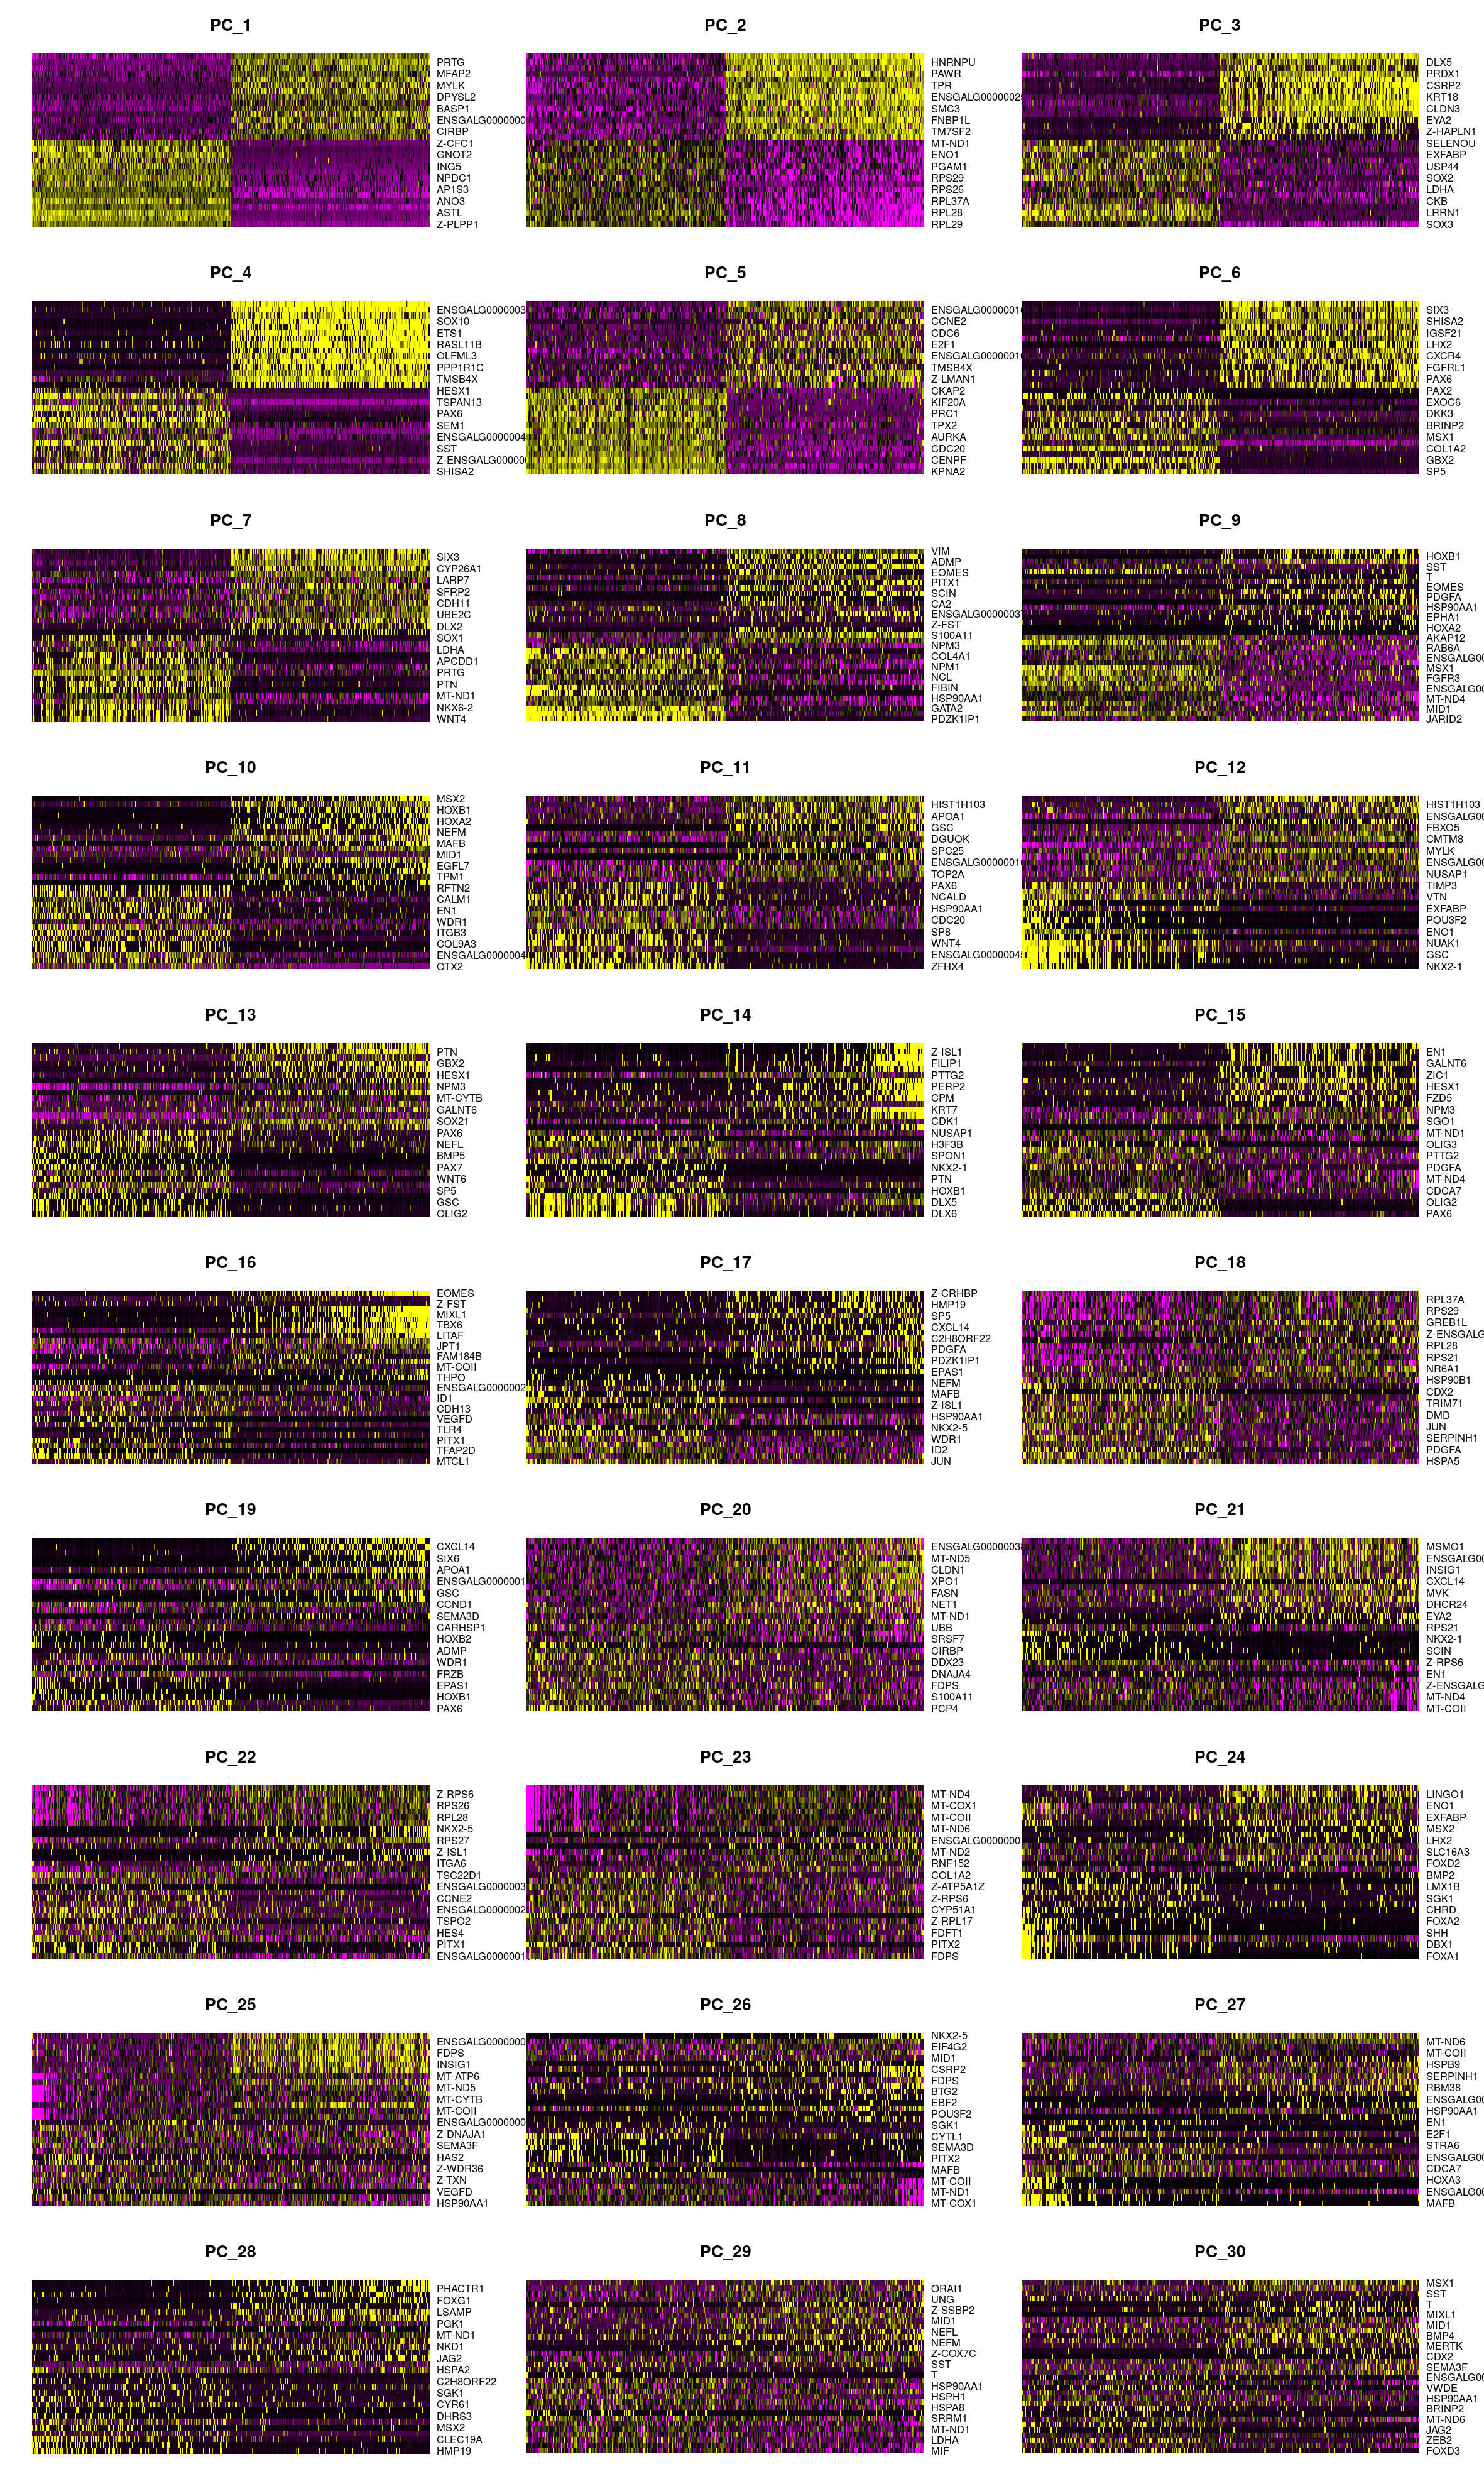 PC_1
PRTG
MFAP2
MYLK
DPYSL2
BASP1
ENSGALG0000000
CIRBP
Z-CFC1
GNOT2
ING5
NPDC1
AP1S3
ANO3
ASTL
Z-PLPP1
PC_2
HNRNPU
PAWR
TPR
ENSGALG0000002
SMC3
FNBP1L
TM7SF2
MT-ND1
ENO1
PGAM1
RPS29
RPS26
RPL37A
RPL28
RPL29
PC_3
DLX5
PRDX1
CSRP2
KRT18
CLDN3
EYA2
Z-HAPLN1
SELENOU
EXFABP
USP44
SOX2
LDHA
CKB
LRRN1
SOX3
PC_4
ENSGALG0000003
SOX10
ETS1
RASL11B
OLFML3
PPP1R1C
TMSB4X
HESX1
TSPAN13
PAX6
SEM1
ENSGALG0000004
SST
Z-ENSGALG00000
SHISA2
PC_5
ENSGALG0000001
CCNE2
CDC6
E2F1
ENSGALG0000001
TMSB4X
Z-LMAN1
CKAP2
KIF20A
PRC1
TPX2
AURKA
CDC20
CENPF
KPNA2
PC_6
SIX3
SHISA2
IGSF21
LHX2
CXCR4
FGFRL1
PAX6
PAX2
EXOC6
DKK3
BRINP2
MSX1
COL1A2
GBX2
SP5
PC_7
SIX3
CYP26A1
LARP7
SFRP2
CDH11
UBE2C
DLX2
SOX1
LDHA
APCDD1
PRTG
PTN
MT-ND1
NKX6-2
WNT4
PC_8
VIM
ADMP
EOMES
PITX1
SCIN
CA2
ENSGALG0000003
Z-FST
S100A11
NPM3
COL4A1
NPM1
NCL
FIBIN
HSP90AA1
GATA2
PDZK1IP1
PC_9
HOXB1
SST
T
EOMES
PDGFA
HSP90AA1
EPHA1
HOXA2
AKAP12
RAB6A
ENSGALG00
MSX1
FGFR3
ENSGALG00
MT-ND4
MID1
JARID2
PC_10
MSX2
HOXB1
HOXA2
NEFM
MAFB
MID1
EGFL7
TPM1
RFTN2
CALM1
EN1
WDR1
ITGB3
COL9A3
ENSGALG0000004
OTX2
PC_11
HIST1H103
APOA1
GSC
DGUOK
SPC25
ENSGALG0000001
TOP2A
PAX6
NCALD
HSP90AA1
CDC20
SP8
WNT4
ENSGALG0000004
ZFHX4
PC_12
HIST1H103
ENSGALG00
FBXO5
CMTM8
MYLK
ENSGALG00
NUSAP1
TIMP3
VTN
EXFABP
POU3F2
ENO1
NUAK1
GSC
NKX2-1
PC_13
PTN
GBX2
HESX1
NPM3
MT-CYTB
GALNT6
SOX21
PAX6
NEFL
BMP5
PAX7
WNT6
SP5
GSC
OLIG2
PC_14
Z-ISL1
FILIP1
PTTG2
PERP2
CPM
KRT7
CDK1
NUSAP1
H3F3B
SPON1
NKX2-1
PTN
HOXB1
DLX5
DLX6
PC_15
EN1
GALNT6
ZIC1
HESX1
FZD5
NPM3
SGO1
MT-ND1
OLIG3
PTTG2
PDGFA
MT-ND4
CDCA7
OLIG2
PAX6
PC_16
EOMES
Z-FST
MIXL1
TBX6
LITAF
JPT1
FAM184B
MT-COII
THPO
ENSGALG0000002
ID1
CDH13
VEGFD
TLR4
PITX1
TFAP2D
MTCL1
PC_17
Z-CRHBP
HMP19
SP5
CXCL14
C2H8ORF22
PDGFA
PDZK1IP1
EPAS1
NEFM
MAFB
Z-ISL1
HSP90AA1
NKX2-5
WDR1
ID2
JUN
PC_18
RPL37A
RPS29
GREB1L
Z-ENSGALG
RPL28
RPS21
NR6A1
HSP90B1
CDX2
TRIM71
DMD
JUN
SERPINH1
PDGFA
HSPA5
PC_19
CXCL14
SIX6
APOA1
ENSGALG0000001
GSC
CCND1
SEMA3D
CARHSP1
HOXB2
ADMP
WDR1
FRZB
EPAS1
HOXB1
PAX6
PC_20
ENSGALG0000003
MT-ND5
CLDN1
XPO1
FASN
NET1
MT-ND1
UBB
SRSF7
CIRBP
DDX23
DNAJA4
FDPS
S100A11
PCP4
PC_21
MSMO1
ENSGALG00
INSIG1
CXCL14
MVK
DHCR24
EYA2
RPS21
NKX2-1
SCIN
Z-RPS6
EN1
Z-ENSGALG
MT-ND4
MT-COII
PC_22
Z-RPS6
RPS26
RPL28
NKX2-5
RPS27
Z-ISL1
ITGA6
TSC22D1
ENSGALG0000003
CCNE2
ENSGALG0000002
TSPO2
HES4
PITX1
ENSGALG0000001
PC_23
MT-ND4
MT-COX1
MT-COII
MT-ND6
ENSGALG0000000
MT-ND2
RNF152
COL1A2
Z-ATP5A1Z
Z-RPS6
CYP51A1
Z-RPL17
FDFT1
PITX2
FDPS
PC_24
LINGO1
ENO1
EXFABP
MSX2
LHX2
SLC16A3
FOXD2
BMP2
LMX1B
SGK1
CHRD
FOXA2
SHH
DBX1
FOXA1
PC_25
ENSGALG0000000
FDPS
INSIG1
MT-ATP6
MT-ND5
MT-CYTB
MT-COII
ENSGALG0000000
Z-DNAJA1
SEMA3F
HAS2
Z-WDR36
Z-TXN
VEGFD
HSP90AA1
PC_26
NKX2-5
EIF4G2
MID1
CSRP2
FDPS
BTG2
EBF2
POU3F2
SGK1
CYTL1
SEMA3D
PITX2
MAFB
MT-COII
MT-ND1
MT-COX1
PC_27
MT-ND6
MT-COII
HSPB9
SERPINH1
RBM38
ENSGALG00
HSP90AA1
EN1
E2F1
STRA6
ENSGALG00
CDCA7
HOXA3
ENSGALG00
MAFB
PC_28
PHACTR1
FOXG1
LSAMP
PGK1
MT-ND1
NKD1
JAG2
HSPA2
C2H8ORF22
SGK1
CYR61
DHRS3
MSX2
CLEC19A
HMP19
PC_29
ORAI1
UNG
Z-SSBP2
MID1
NEFL
NEFM
Z-COX7C
SST
T
HSP90AA1
HSPH1
HSPA8
SRRM1
MT-ND1
LDHA
MIF
PC_30
MSX1
SST
T
MIXL1
MID1
BMP4
MERTK
CDX2
SEMA3F
ENSGALG00
VWDE
HSP90AA1
BRINP2
MT-ND6
JAG2
ZEB2
FOXD3